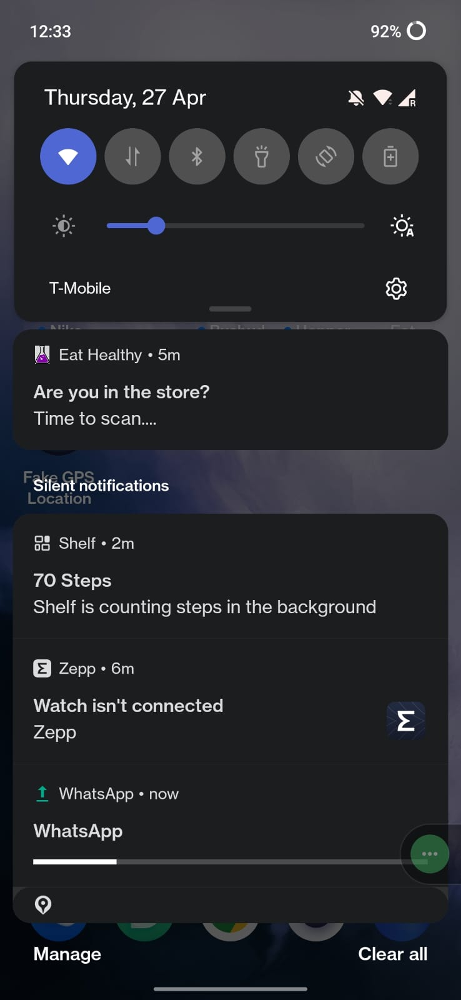 12:33
92%
Thursday, 27 Apr
R
A
T-Mobile
Eat Healthy • 5m
Are you in the store?
Time to scan....
Fake GPS
Location
Silent notifications
Shelf • 2m
70 Steps
Shelf is counting steps in the background
Zepp • 6m
Watch isn't connected
Zepp
WhatsApp • now
WhatsApp
Manage
Clear all